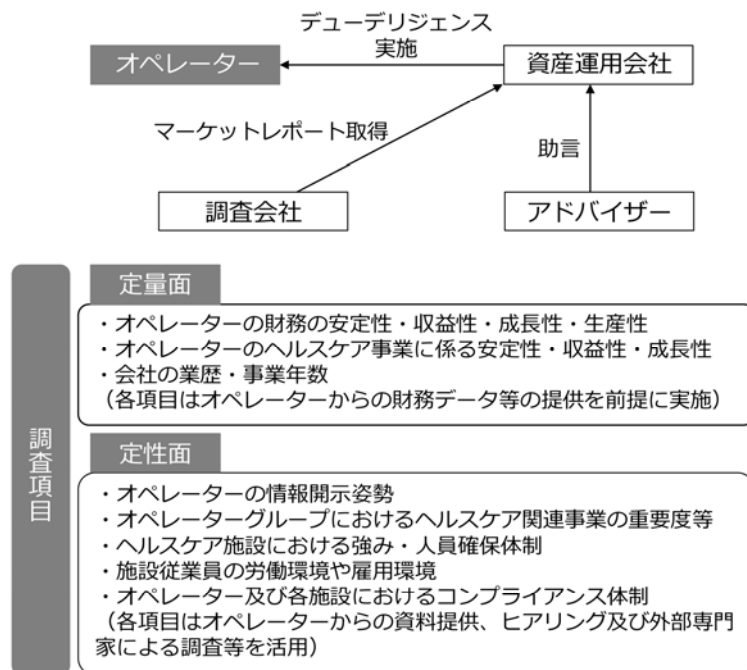 デューデリジェンス
実施
オペレーター
資産運用会社
マーケットレポート取得
助言
調査会社
アドバイザー
調査項目
定量面
・オペレーターの財務の安定性・収益性・成長性・生産性
・オペレーターのヘルスケア事業に係る安定性・収益性・成長性
・会社の業歴・事業年数
（各項目はオペレーターからの財務データ等の提供を前提に実施）
定性面
・オペレーターの情報開示姿勢
・オペレーターグループにおけるヘルスケア関連事業の重要度等
・ヘルスケア施設における強み・人員確保体制
・施設従業員の労働環境や雇用環境
・オペレーター及び各施設におけるコンプライアンス体制
（各項目はオペレーターからの資料提供、ヒアリング及び外部専門
家による調査等を活用）